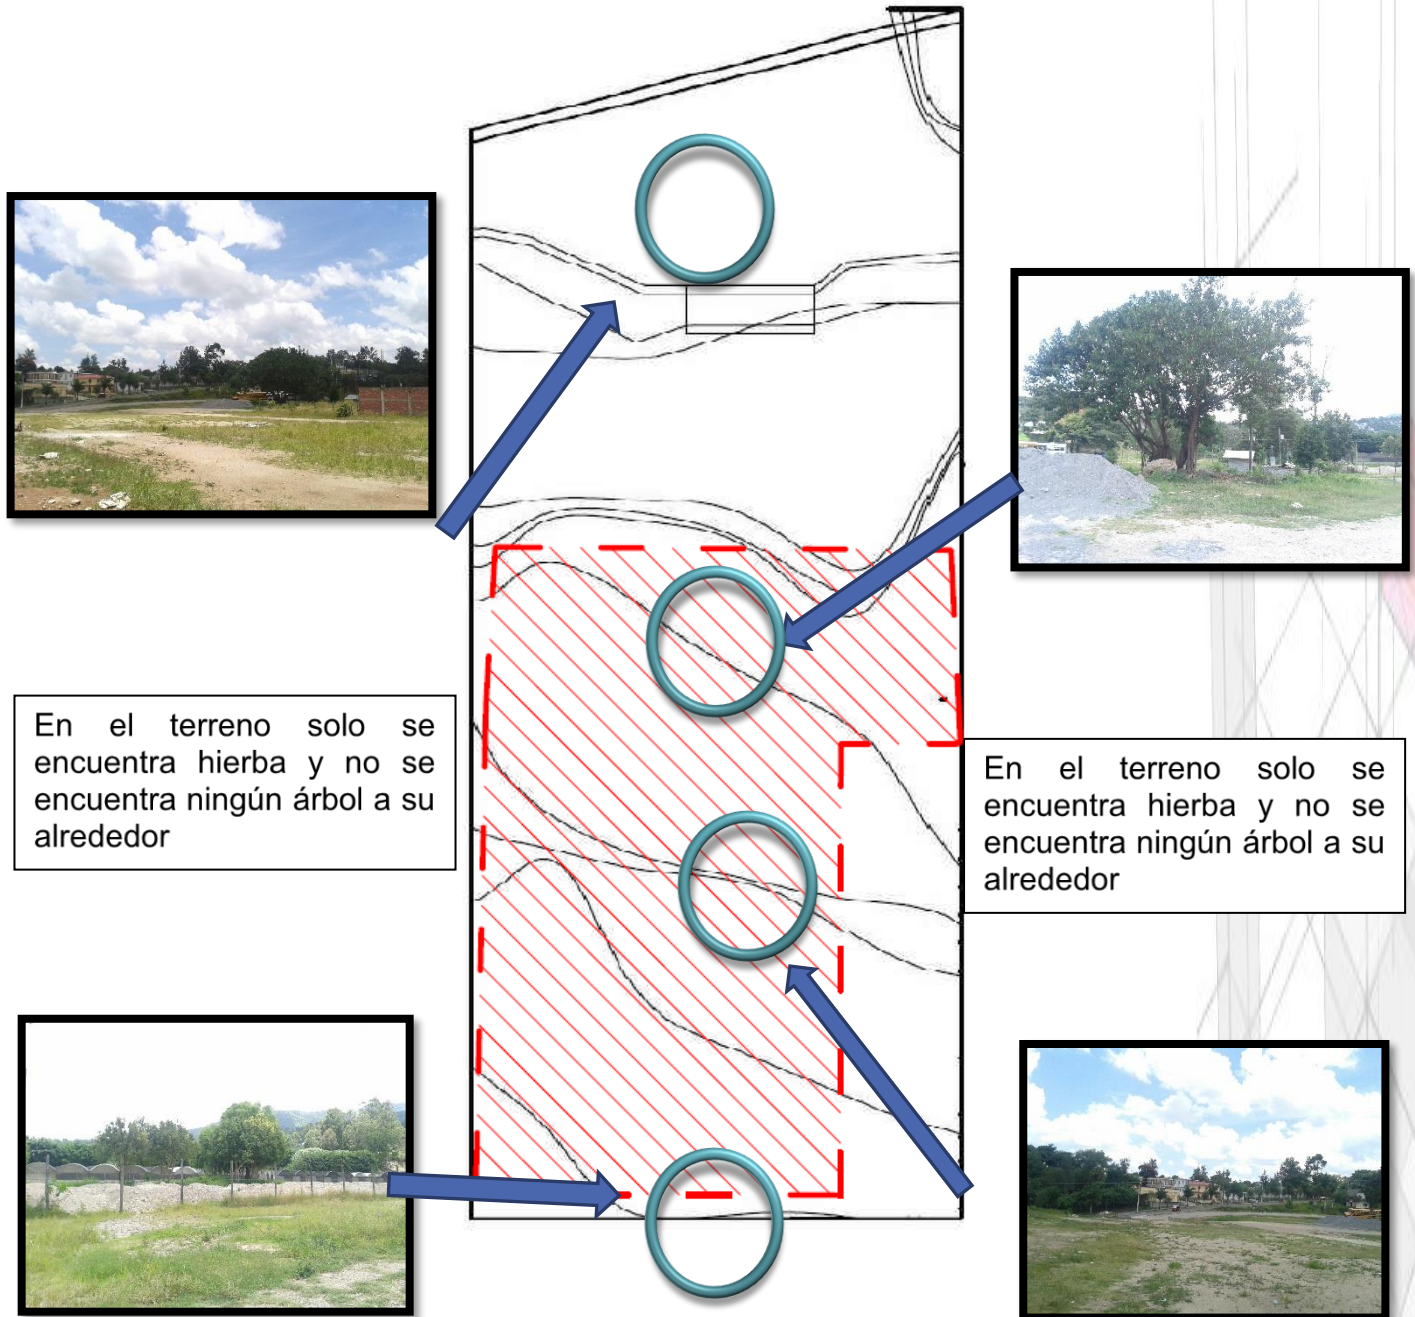 En el terreno solo se
encuentra hierba y no se
encuentra ningún árbol a su
alrededor
En el terreno solo se
encuentra hierba y no se
encuentra ningún árbol a su
alrededor